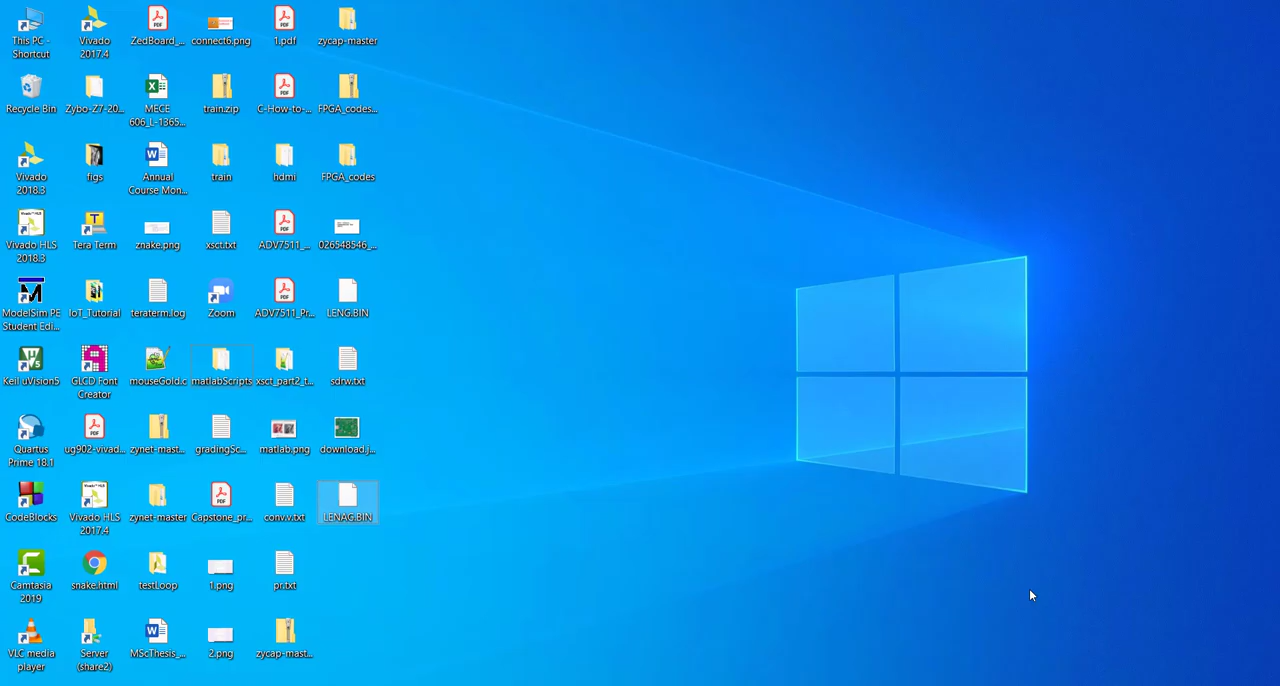 This PC -
Shortcut
Vivado
2017.4
ZedBoard_...
connect6.png
1.pdf
zycap-master
Recycle Bin
Zybo-Z7-20...
MECE
606_L-1365...
train.zip
C-How-to-...
FPGA_codes...
Vivado
2018.3
figs
Annual
Course Mon...
train
hdmi
FPGA_codes
Vivado HLS
2018.3
Tera Term
znake.png
xsct.txt
ADV7511_...
026548546_...
ModelSim PE
Student Edi...
IoT_Tutorial
teraterm.log
Zoom
ADV7511_Pr...
LENG.BIN
Keil uVision5
GLCD Font
Creator
mouseGold.c
matlabScripts
xsct_part2_t...
sdrw.txt
Quartus
Prime 18.1
ug902-vivad...
zynet-mast...
gradingSc...
matlab.png
download.j...
CodeBlocks
Vivado HLS
2017.4
zynet-master
Capstone_pr...
conv.v.txt
LENAG.BIN
Camtasia
2019
snake.html
testLoop
1.png
pr.txt
VLC media
player
Server
(share2)
MScThesis_...
2.png
zycap-mast...